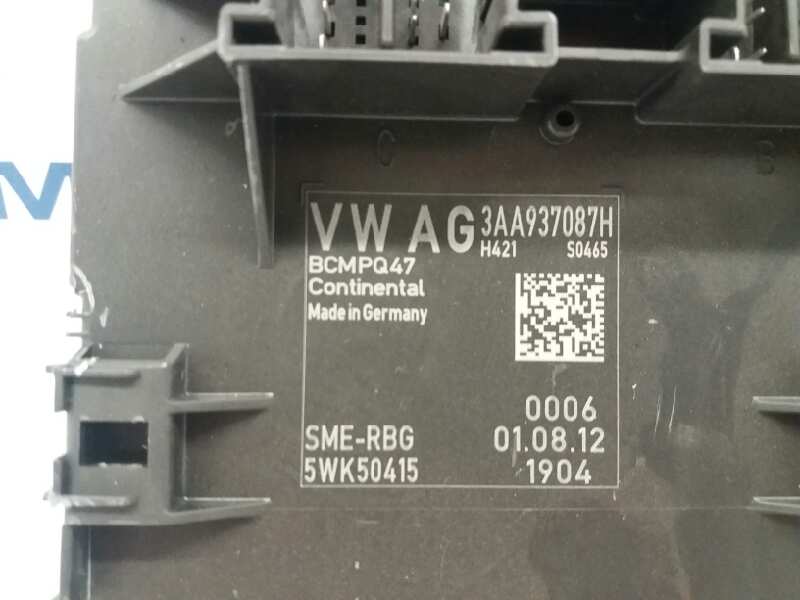 C
B
VW AG 3AA937087H
H421 S0465
BCMPQ47
Continental
Made in Germany
0006
SME-RBG 01.08.12
5WK50415 1904